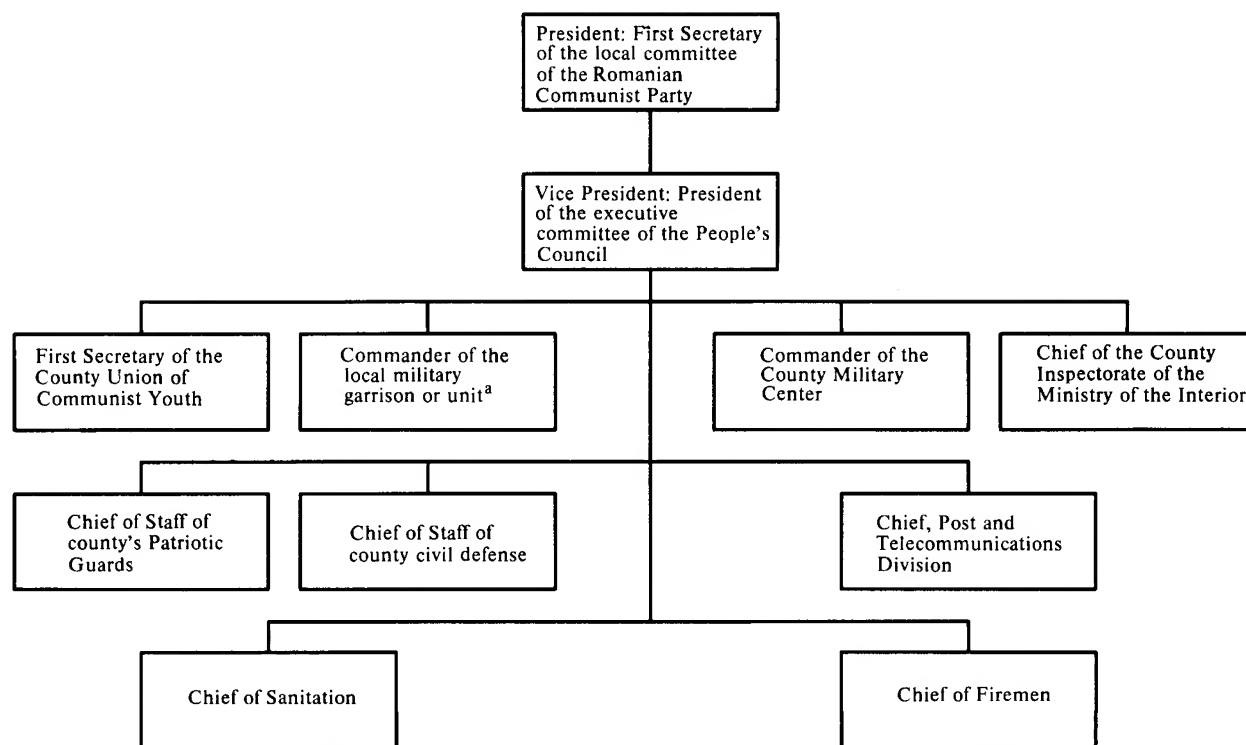 President: First Secretary
of the local committee
of the Romanian
Communist Party
Vice President: President
of the executive
committee of the People's
Council
First Secretary of the
County Union of
Communist Youth
Commander of the
local military
garrison or unitᵃ
Commander of the
County Military
Center
Chief of the County
Inspectorate of the
Ministry of the Interior
Chief of Staff of
county's Patriotic
Guards
Chief of Staff of
county civil defense
Chief, Post and
Telecommunications
Division
Chief of Sanitation
Chief of Firemen